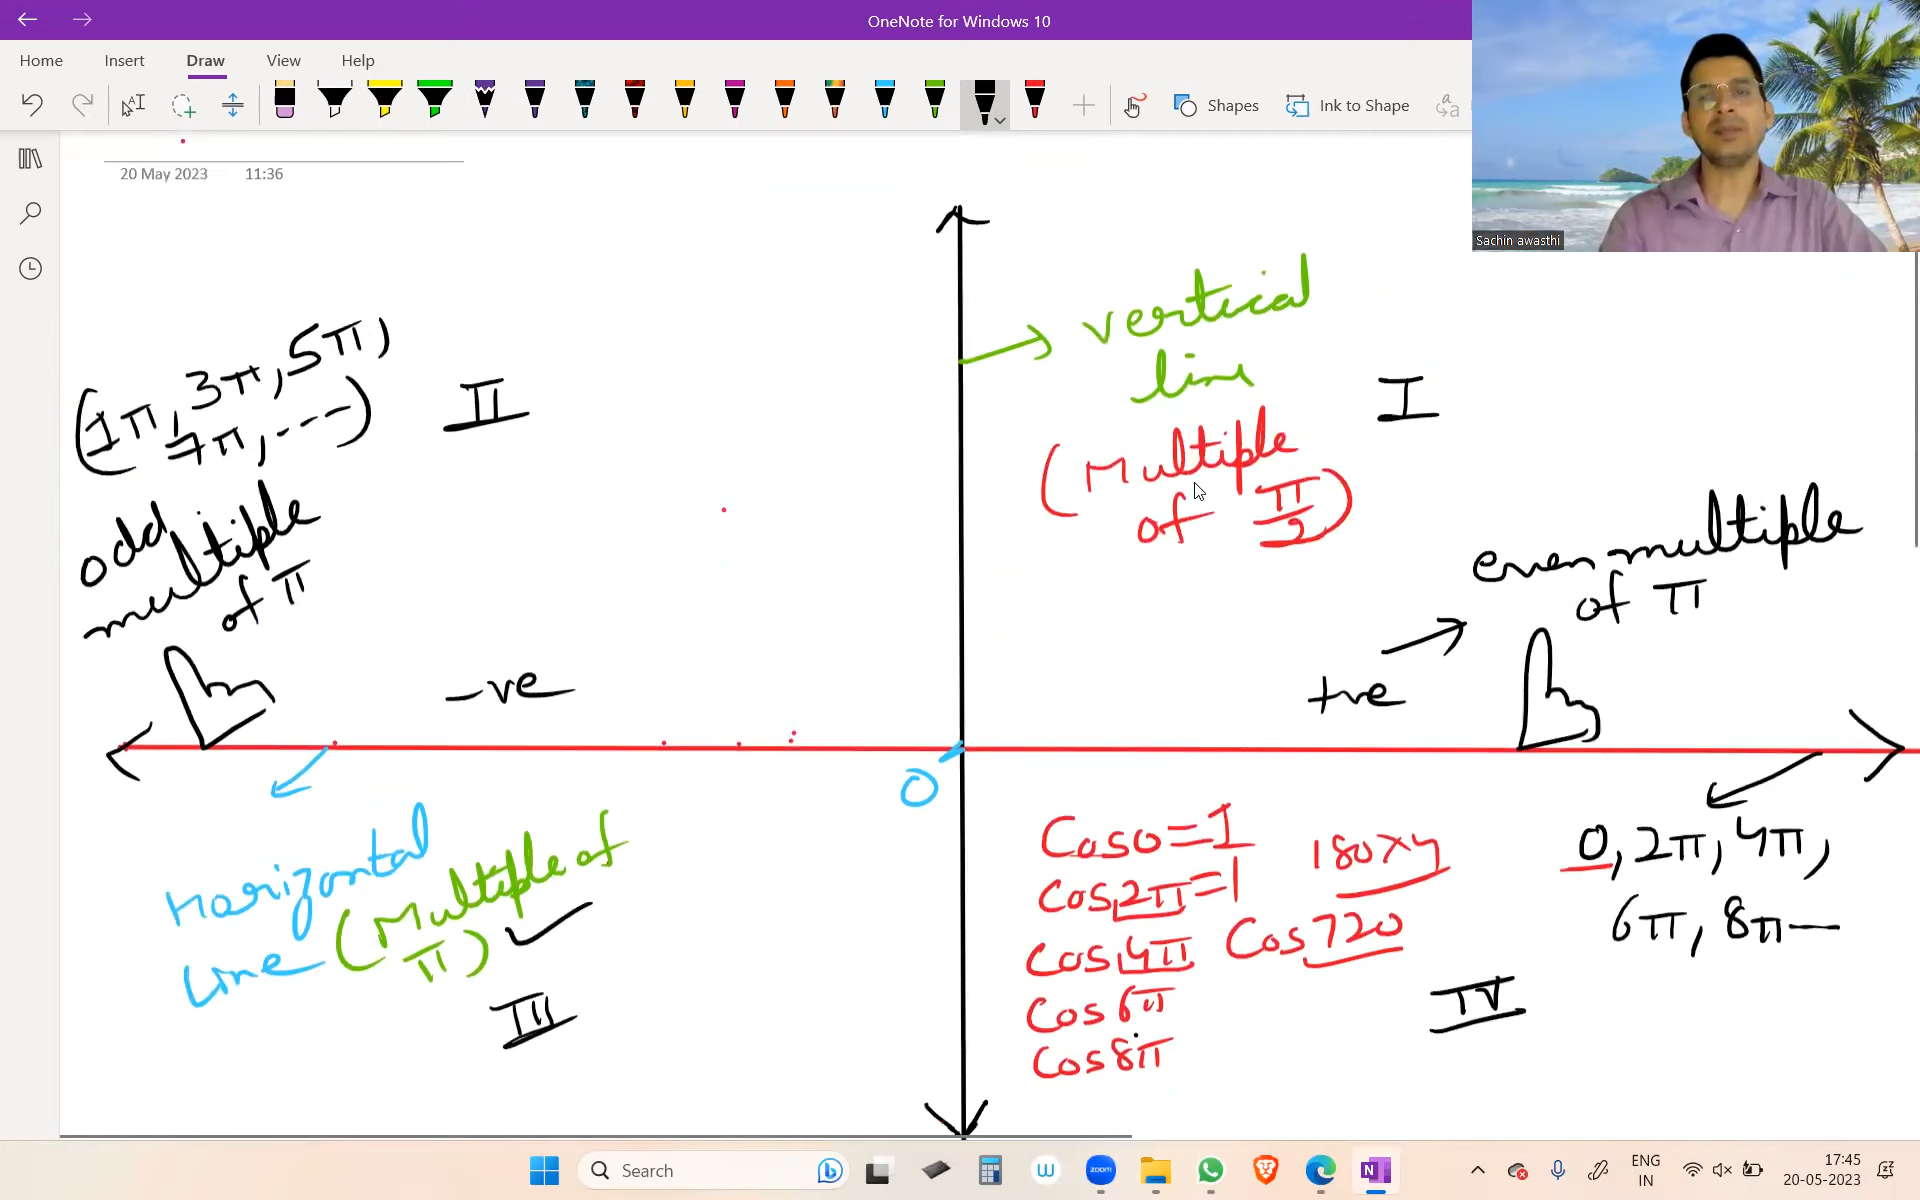 OneNote for Windows 10
Home Insert Draw View Help
Shapes Ink to Shape
Sachin awasthi
20 May 2023 11:36
vertical
line
(Multiple
of π/2)
I
(1π, 3π, 5π,
7π, ---)
II
odd
multiple
of π
even multiple
of π
-ve
+ve
0
Horizontal
Line (Multiple of
π)
III
Cos0=1
Cos2π=1
Cos4π
Cos6π
Cos8π
180×4
Cos720
0, 2π, 4π,
6π, 8π—
IV
Search
zoom
ENG
IN
17:45
20-05-2023